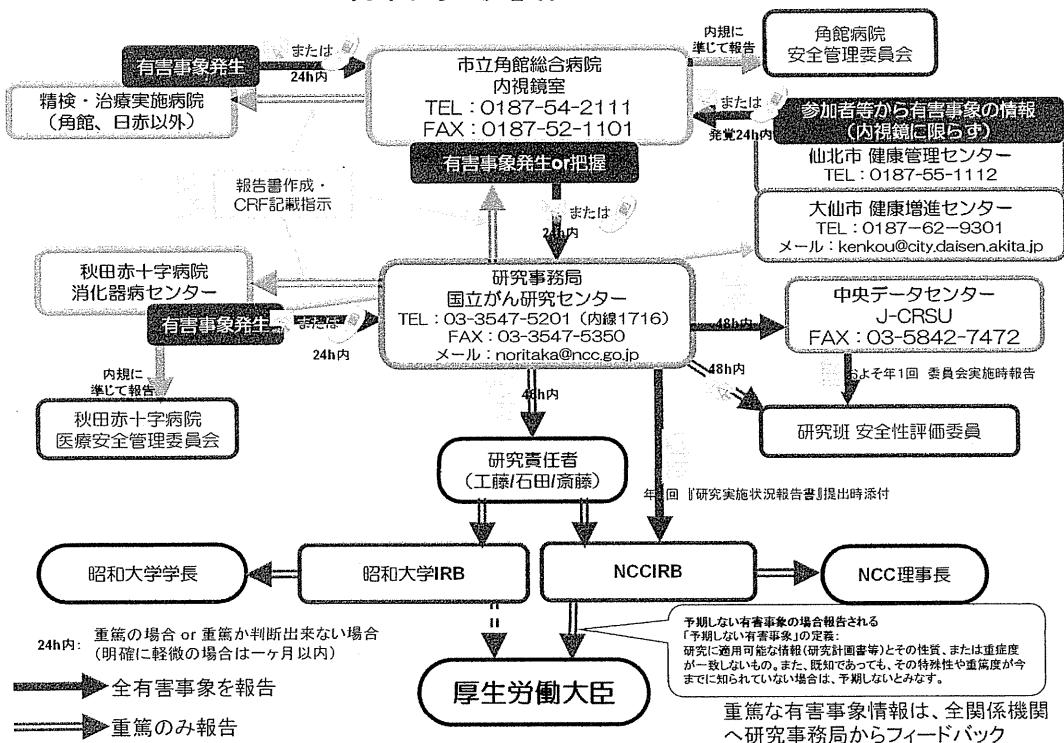 または
24h内
有害事象発生
精検・治療実施病院
(角館、日赤以外)
市立角館総合病院
内視鏡室
TEL:0187-54-2111
FAX:0187-52-1101
有害事象発生or把握
内規に
準じて報告
角館病院
安全管理委員会
または
発覚24h内
参加者等から有害事象の情報
(内視鏡に限らず)
仙北市 健康管理センター
TEL:0187-55-1112
大仙市 健康増進センター
TEL:0187-62-9301
メール:kenkou@city.daisen.akita.jp
報告書作成・
CRF記載指示
または
24h内
秋田赤十字病院
消化器病センター
有害事象発生
または
24h内
研究事務局
国立がん研究センター
TEL:03-3547-5201(内線1716)
FAX:03-3547-5350
メール:noritaka@ncc.go.jp
48h内
中央データセンター
J-CRSU
FAX:03-5842-7472
48h内
およそ年1回 委員会実施時報告
研究班 安全性評価委員
内規に
準じて報告
秋田赤十字病院
医療安全管理委員会
48h内
研究責任者
(工藤/石田/斎藤)
回『研究実施状況報告書』提出時添付
昭和大学学長
昭和大学IRB
NCCIRB
NCC理事長
24h内: 重篤の場合 or 重篤か判断出来ない場合
(明確に軽微の場合は一ヶ月以内)
全有害事象を報告
重篤のみ報告
厚生労働大臣
予期しない有害事象の場合報告される
「予期しない有害事象」の定義:
研究に適用可能な情報(研究計画書等)とその性質、または重症度
が一致しないもの。また、既知であっても、その特殊性や重篤度が今
までに知られていない場合は、予期しないとみなす。
重篤な有害事象情報は、全関係機関
へ研究事務局からフィードバック